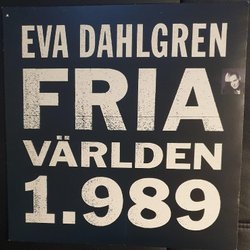 EVA DAHLGREN
FRIA
VÄRLDEN
1.989